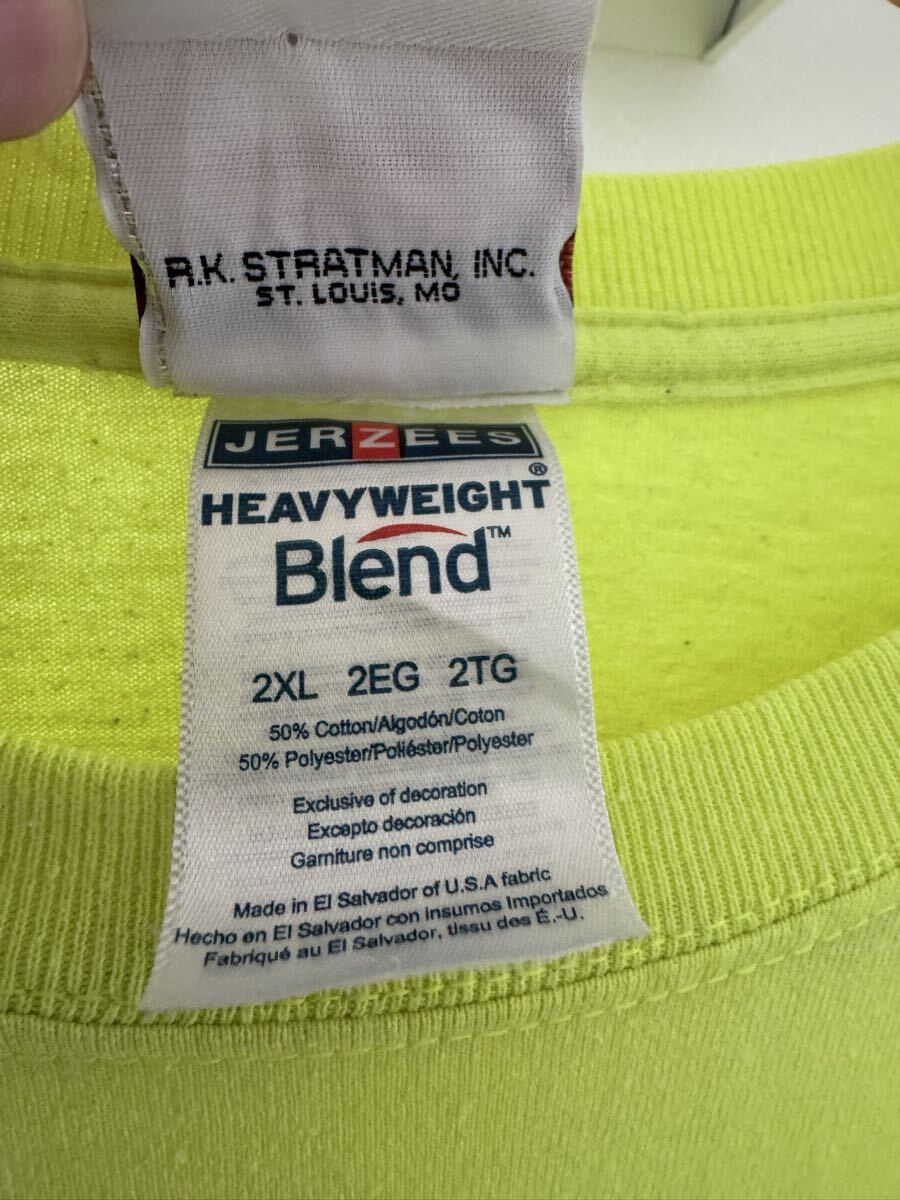 R.K. STRATMAN, INC.
ST. LOUIS, MO
JERZEES
HEAVYWEIGHT®
Blend™
2XL 2EG 2TG
50% Cotton/Algodón/Coton
50% Polyester/Poliéster/Polyester
Exclusive of decoration
Excepto decoración
Garniture non comprise
Made in El Salvador of U.S.A fabric
Hecho en El Salvador con insumos Importados
Fabriqué au El Salvador, tissu des É.-U.